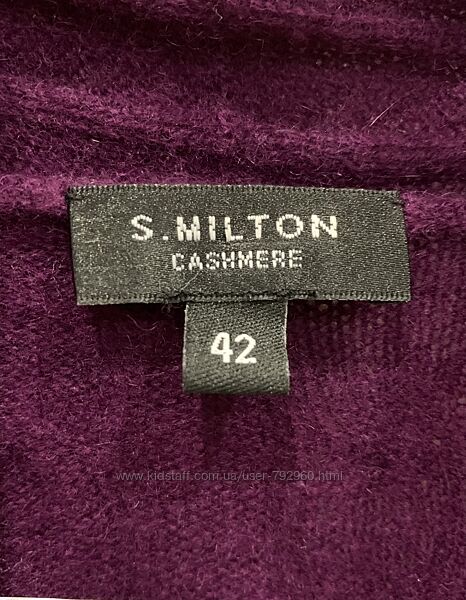 S.MILTON
CASHMERE
42
www.kidstaff.com.ua/user-792960.html